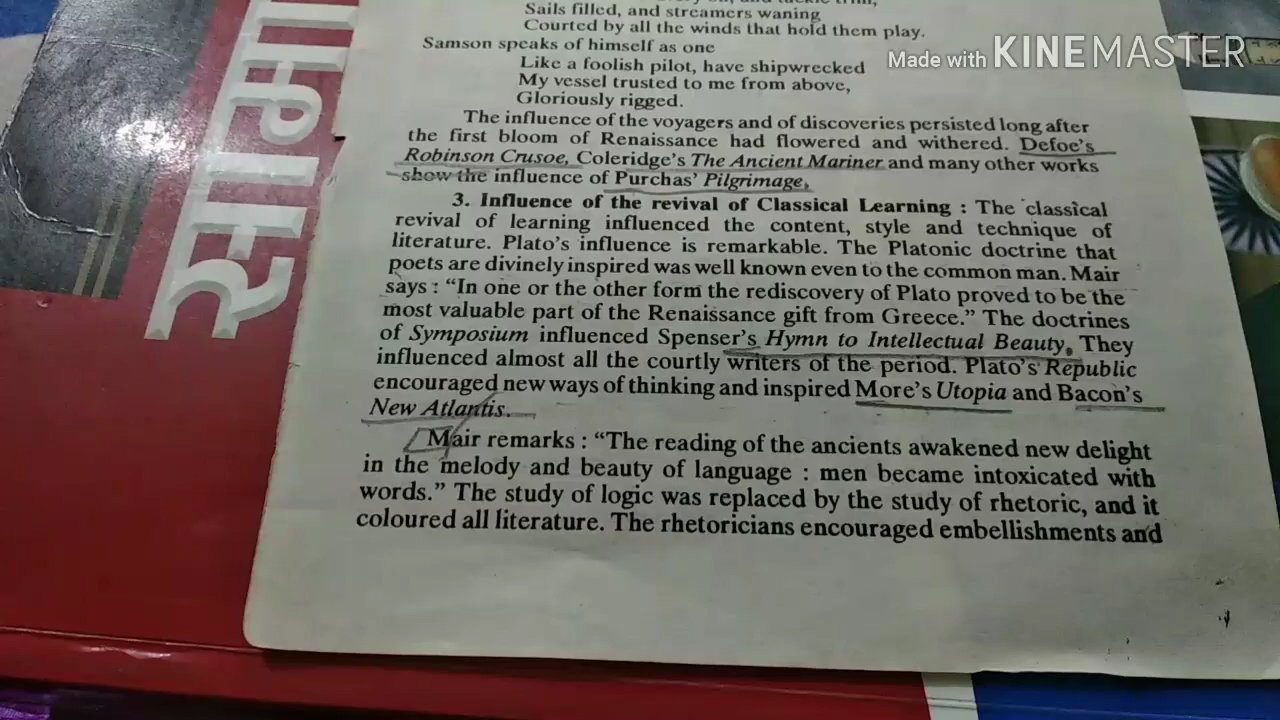 Sails filled, and streamers waning
Courted by all the winds that hold them play.
Samson speaks of himself as one
Like a foolish pilot, have shipwrecked
My vessel trusted to me from above,
Gloriously rigged.
The influence of the voyagers and of discoveries persisted long after
the first bloom of Renaissance had flowered and withered. Defoe's
Robinson Crusoe, Coleridge's The Ancient Mariner and many other works
show the influence of Purchas' Pilgrimage.
3. Influence of the revival of Classical Learning : The classical
revival of learning influenced the content, style and technique of
literature. Plato's influence is remarkable. The Platonic doctrine that
poets are divinely inspired was well known even to the common man. Mair
says : “In one or the other form the rediscovery of Plato proved to be the
most valuable part of the Renaissance gift from Greece.” The doctrines
of Symposium influenced Spenser's Hymn to Intellectual Beauty. They
influenced almost all the courtly writers of the period. Plato's Republic
encouraged new ways of thinking and inspired More's Utopia and Bacon's
New Atlantis.
Mair remarks : “The reading of the ancients awakened new delight
in the melody and beauty of language : men became intoxicated with
words.” The study of logic was replaced by the study of rhetoric, and it
coloured all literature. The rhetoricians encouraged embellishments and
Made with KINEMASTER